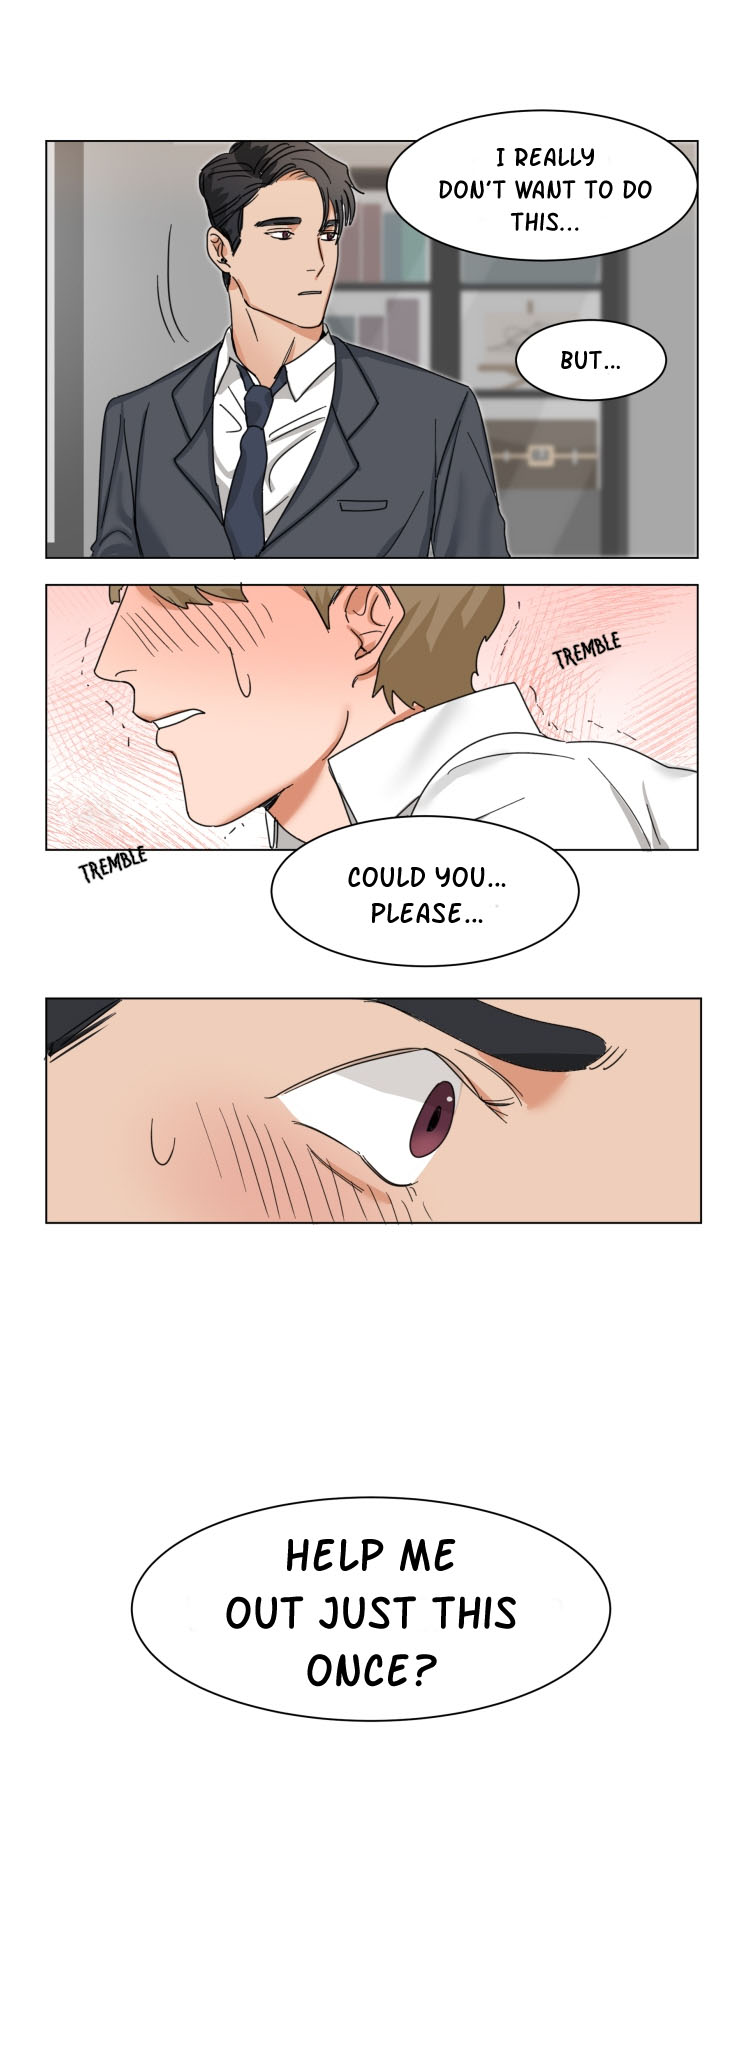 I REALLY
DON'T WANT TO DO
THIS...
BUT...
TREMBLE
TREMBLE
COULD YOU...
PLEASE...
HELP ME
OUT JUST THIS
ONCE?